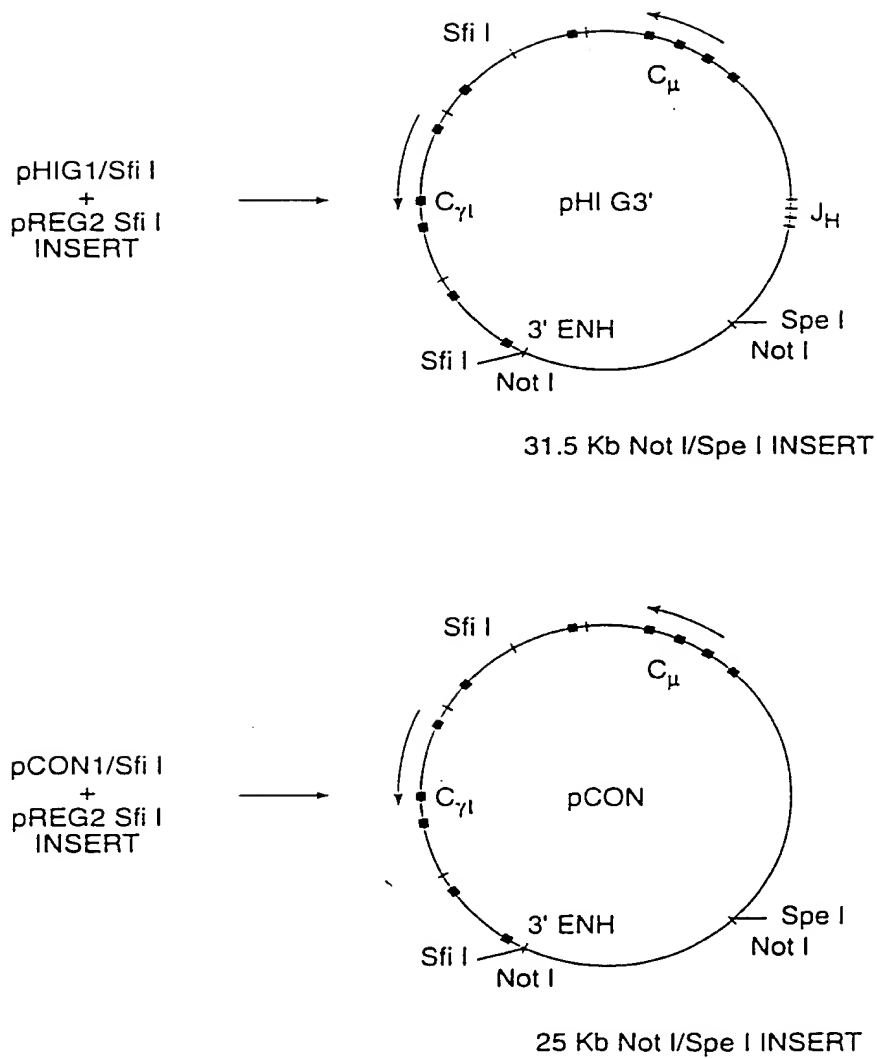 Sfi I
Cμ
pHIG1/Sfi I
+
pREG2 Sfi I
INSERT
CγI
pHI G3'
JH
3' ENH
Spe I
Sfi I
Not I
Not I
31.5 Kb Not I/Spe I INSERT
Sfi I
Cμ
pCON1/Sfi I
+
pREG2 Sfi I
INSERT
CγI
pCON
3' ENH
Spe I
Sfi I
Not I
Not I
25 Kb Not I/Spe I INSERT